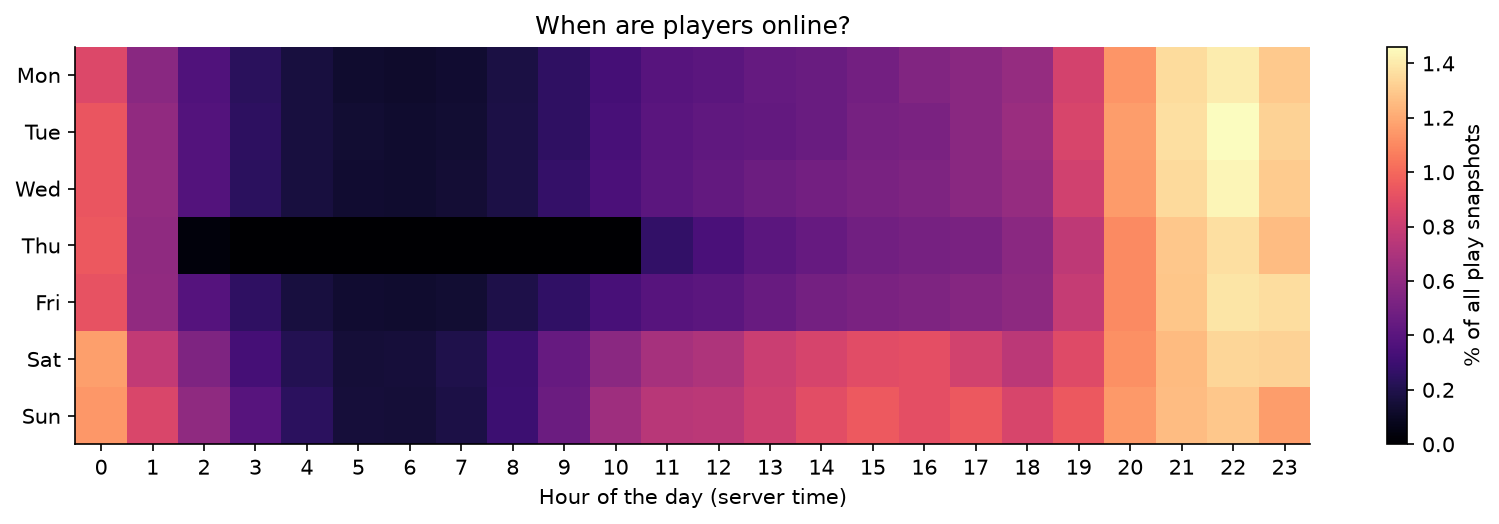 When are players online?
Mon
Tue
Wed
Thu
Fri
Sat
Sun
0 1 2 3 4 5 6 7 8 9 10 11 12 13 14 15 16 17 18 19 20 21 22 23
Hour of the day (server time)
1.4
1.2
1.0
0.8
0.6
0.4
0.2
0.0
% of all play snapshots